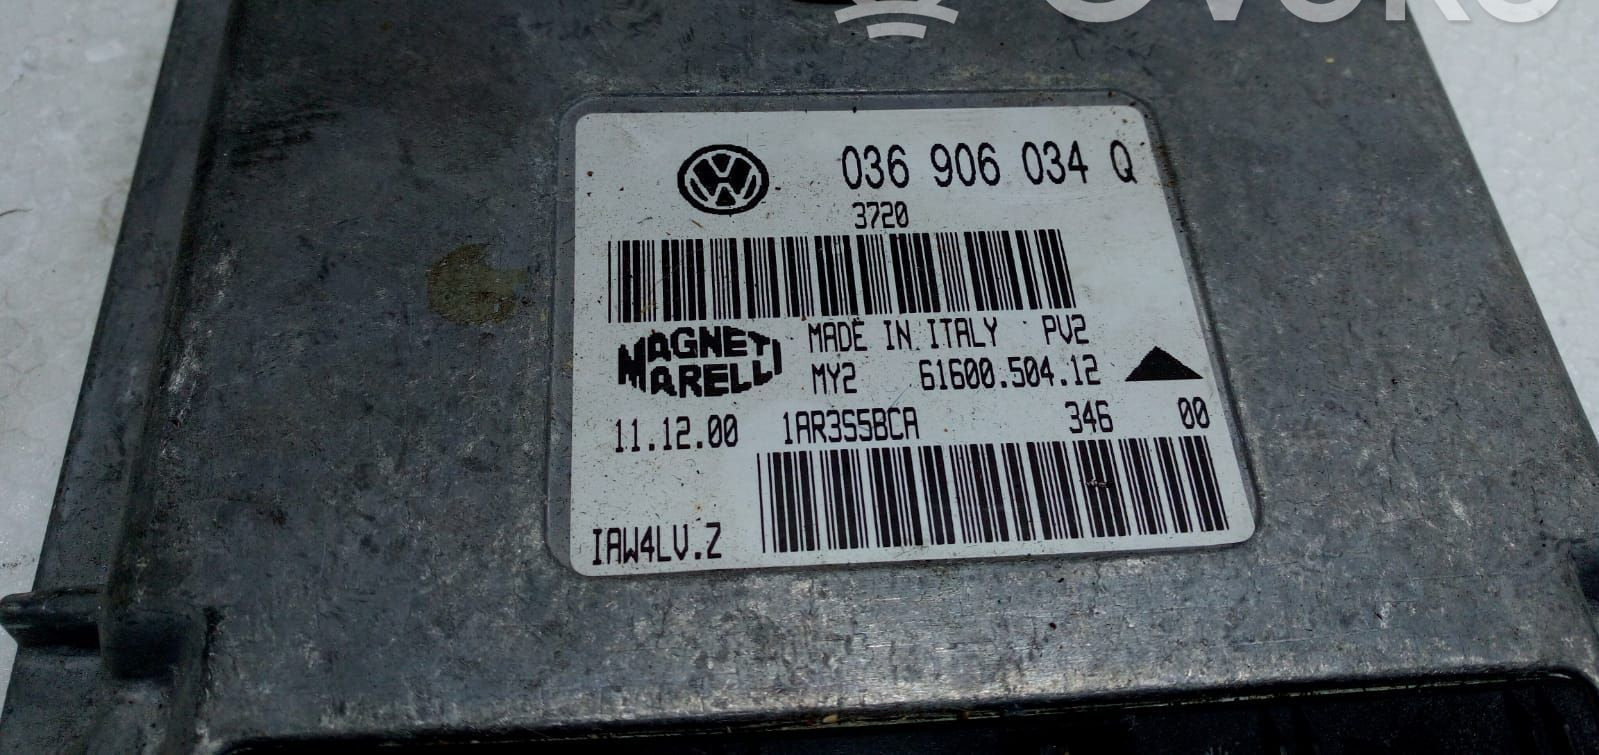 OVOKO
036 906 034 Q
3720
MAGNETI MARELLI
MADE IN ITALY PV2
MY2 61600.504.12
11.12.00 1AR3S5BCA 346 00
IAW4LV.Z